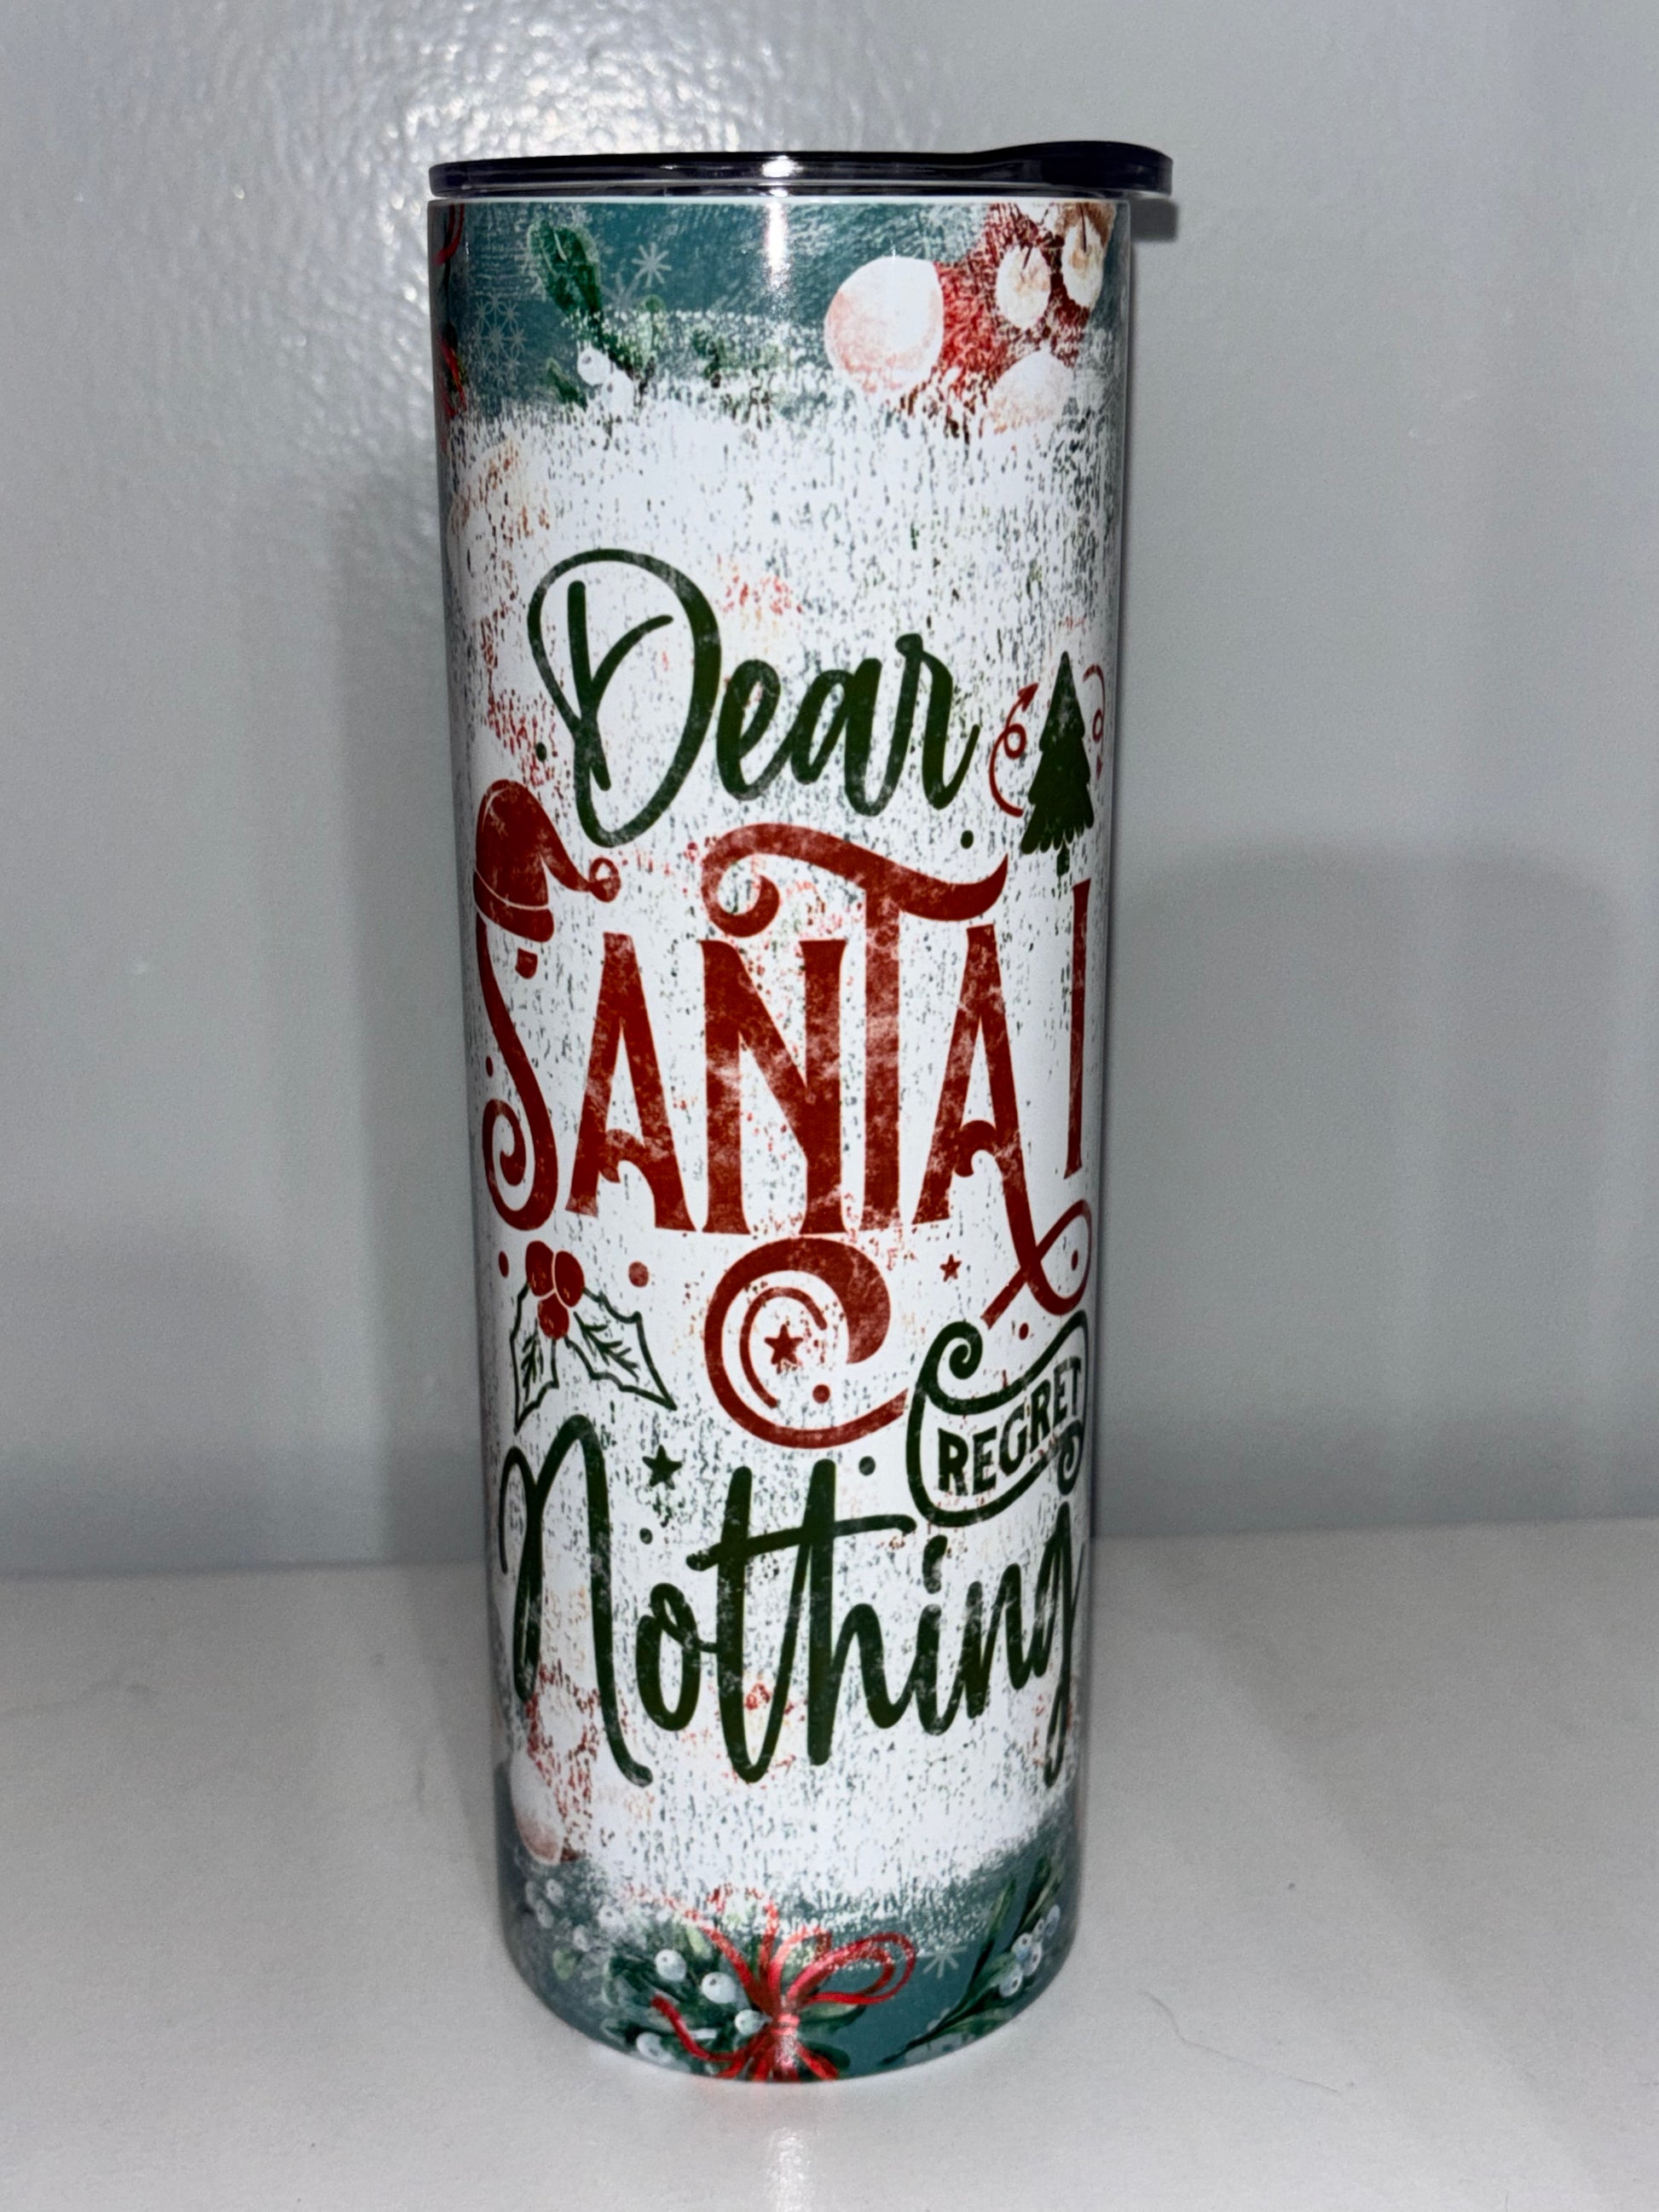 Dear
SANTA I
REGRET
Nothing